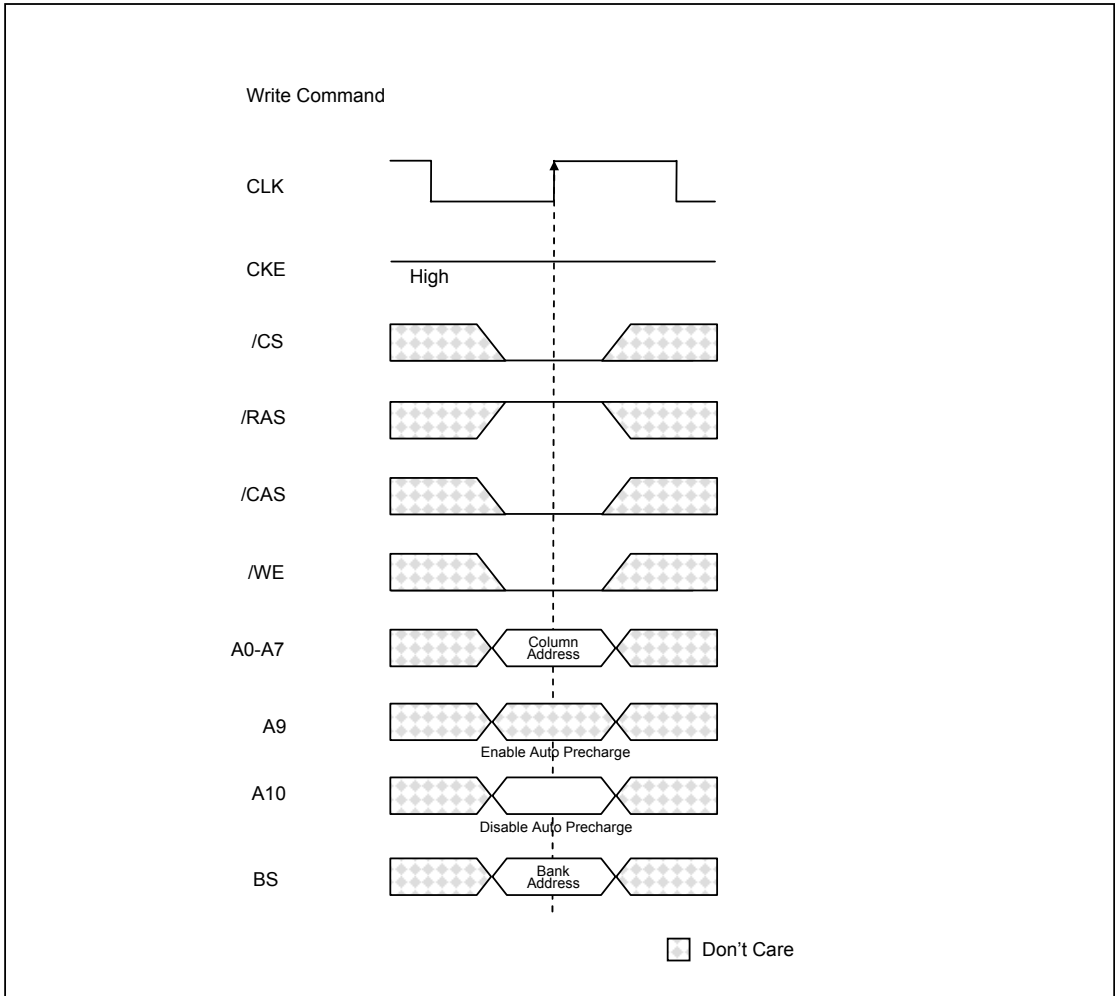 Write Command
CLK
CKE
High
/CS
/RAS
/CAS
/WE
A0-A7
Column
Address
A9
Enable Auto Precharge
A10
Disable Auto Precharge
BS
Bank
Address
Don't Care